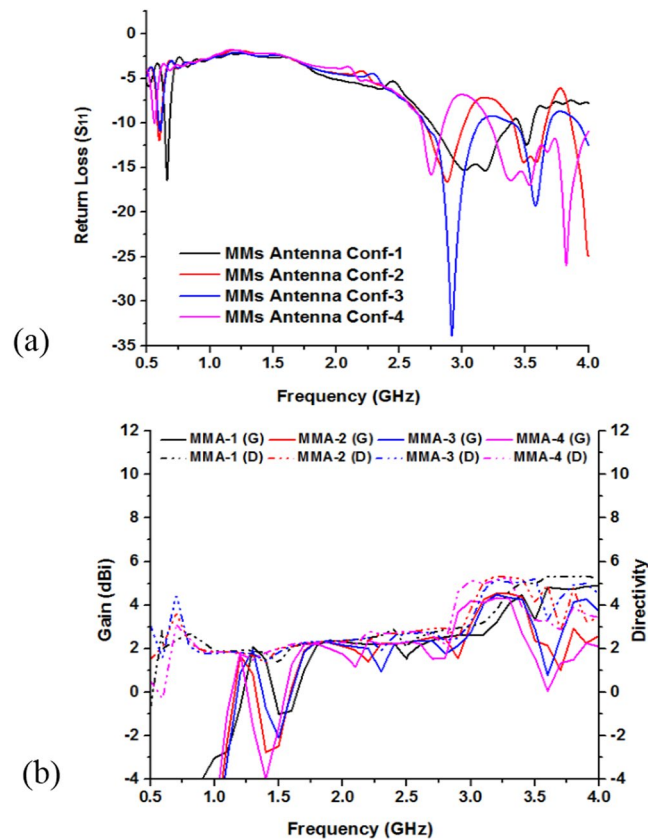 (a)
Return Loss (S11)
0
-5
-10
-15
-20
-25
-30
-35
MMs Antenna Conf-1
MMs Antenna Conf-2
MMs Antenna Conf-3
MMs Antenna Conf-4
0.5 1.0 1.5 2.0 2.5 3.0 3.5 4.0
Frequency (GHz)
(b)
Gain (dBi)
12
10
8
6
4
2
0
-2
-4
MMA-1 (G) MMA-2 (G) MMA-3 (G) MMA-4 (G)
MMA-1 (D) MMA-2 (D) MMA-3 (D) MMA-4 (D)
12
10
8
6
4
2
0
-2
-4
Directivity
0.5 1.0 1.5 2.0 2.5 3.0 3.5 4.0
Frequency (GHz)